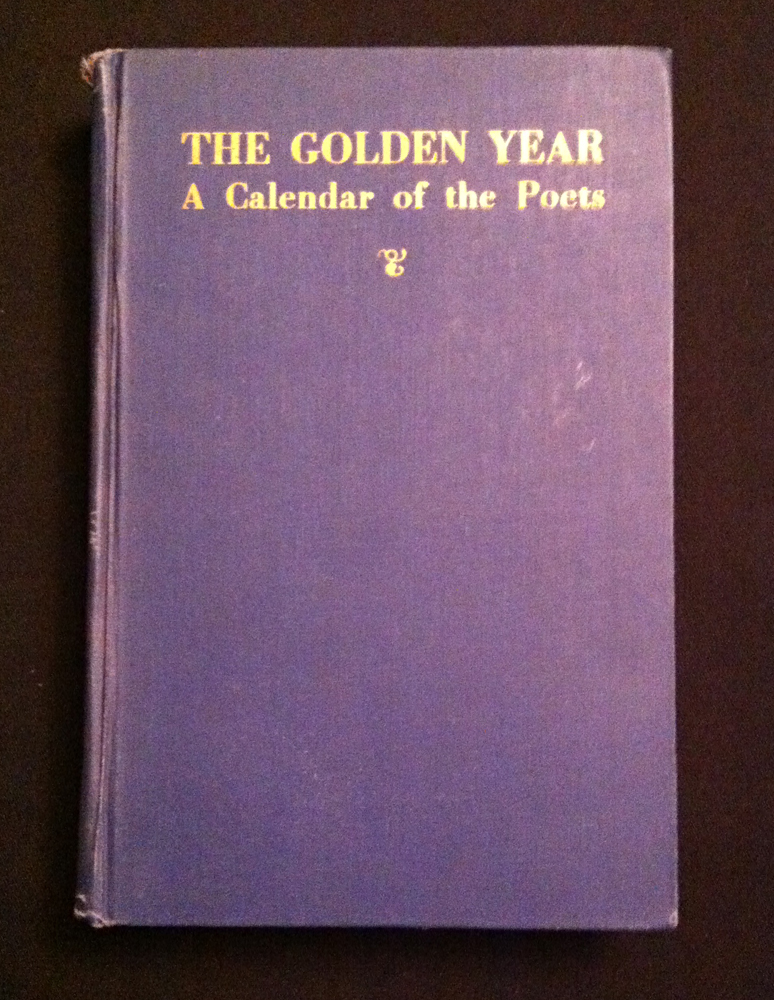 THE GOLDEN YEAR
A Calendar of the Poets